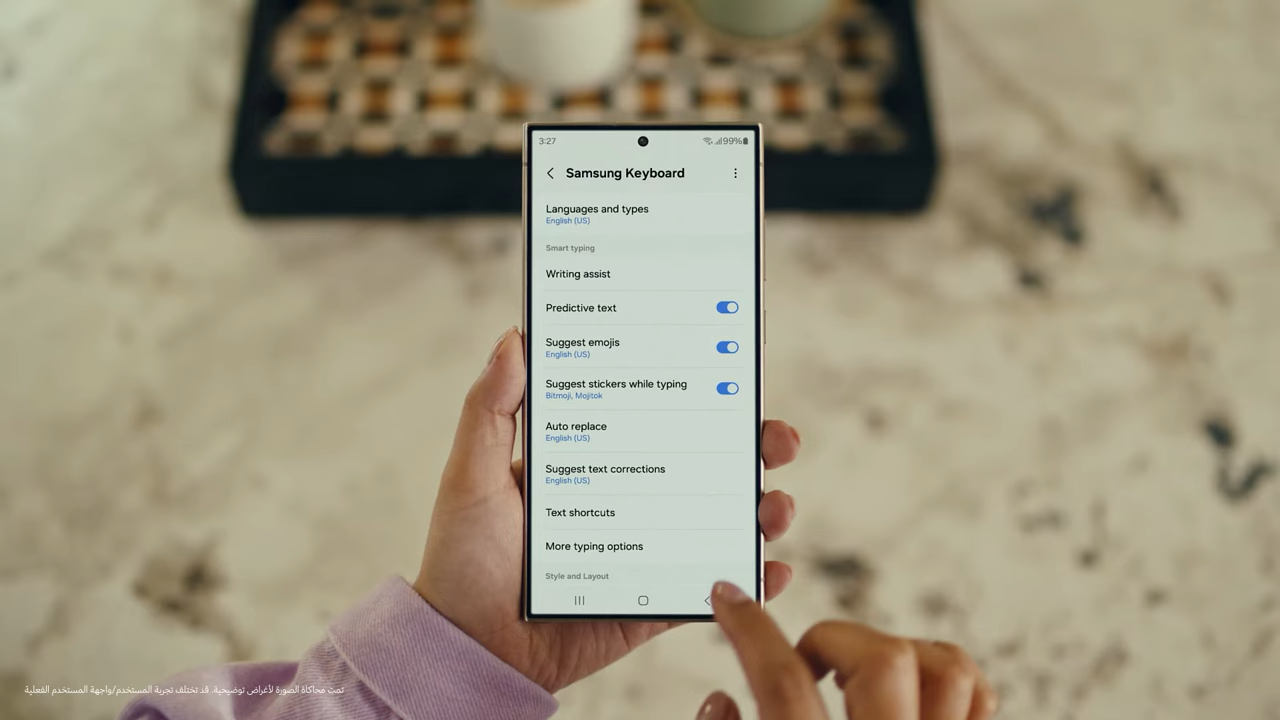 3:27
99%
Samsung Keyboard
Languages and types
English (US)
Smart typing
Writing assist
Predictive text
Suggest emojis
English (US)
Suggest stickers while typing
Bitmoji, Mojitok
Auto replace
English (US)
Suggest text corrections
English (US)
Text shortcuts
More typing options
Style and Layout
تمت محاكاة الصورة لأغراض توضيحية. قد تختلف تجربة المستخدم/واجهة المستخدم الفعلية